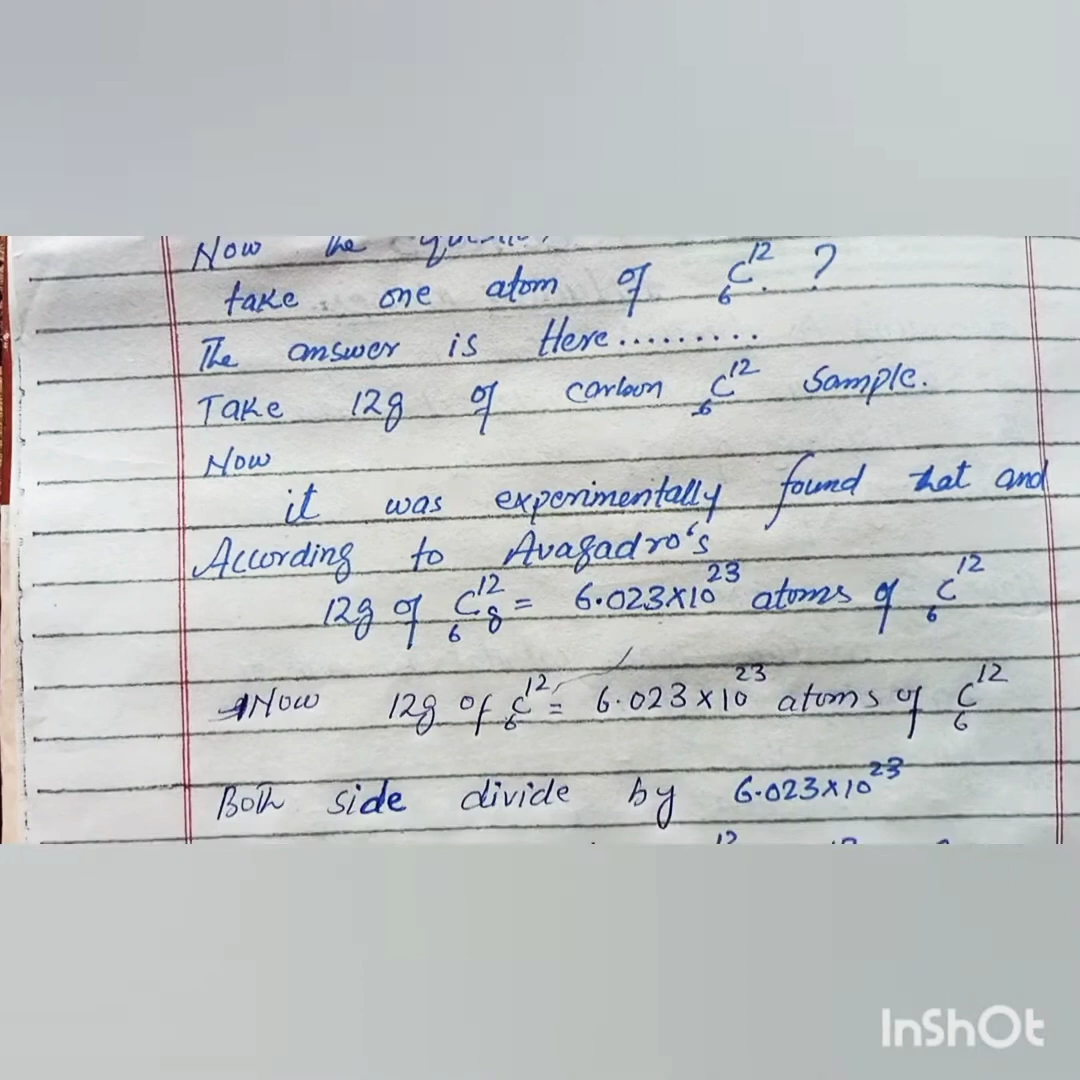 Now the
take one atom of ₆C¹². ?
The answer is Here.........
Take 12g of carbon ₆C¹² Sample.
Now
it was experimentally found that and
According to Avagadro's
12g of ₆C¹²g = 6.023×10²³ atoms of ₆C¹²
Now 12g of ₆C¹² = 6.023×10²³ atoms of ₆C¹²
Both side divide by 6.023×10²³
InShOt